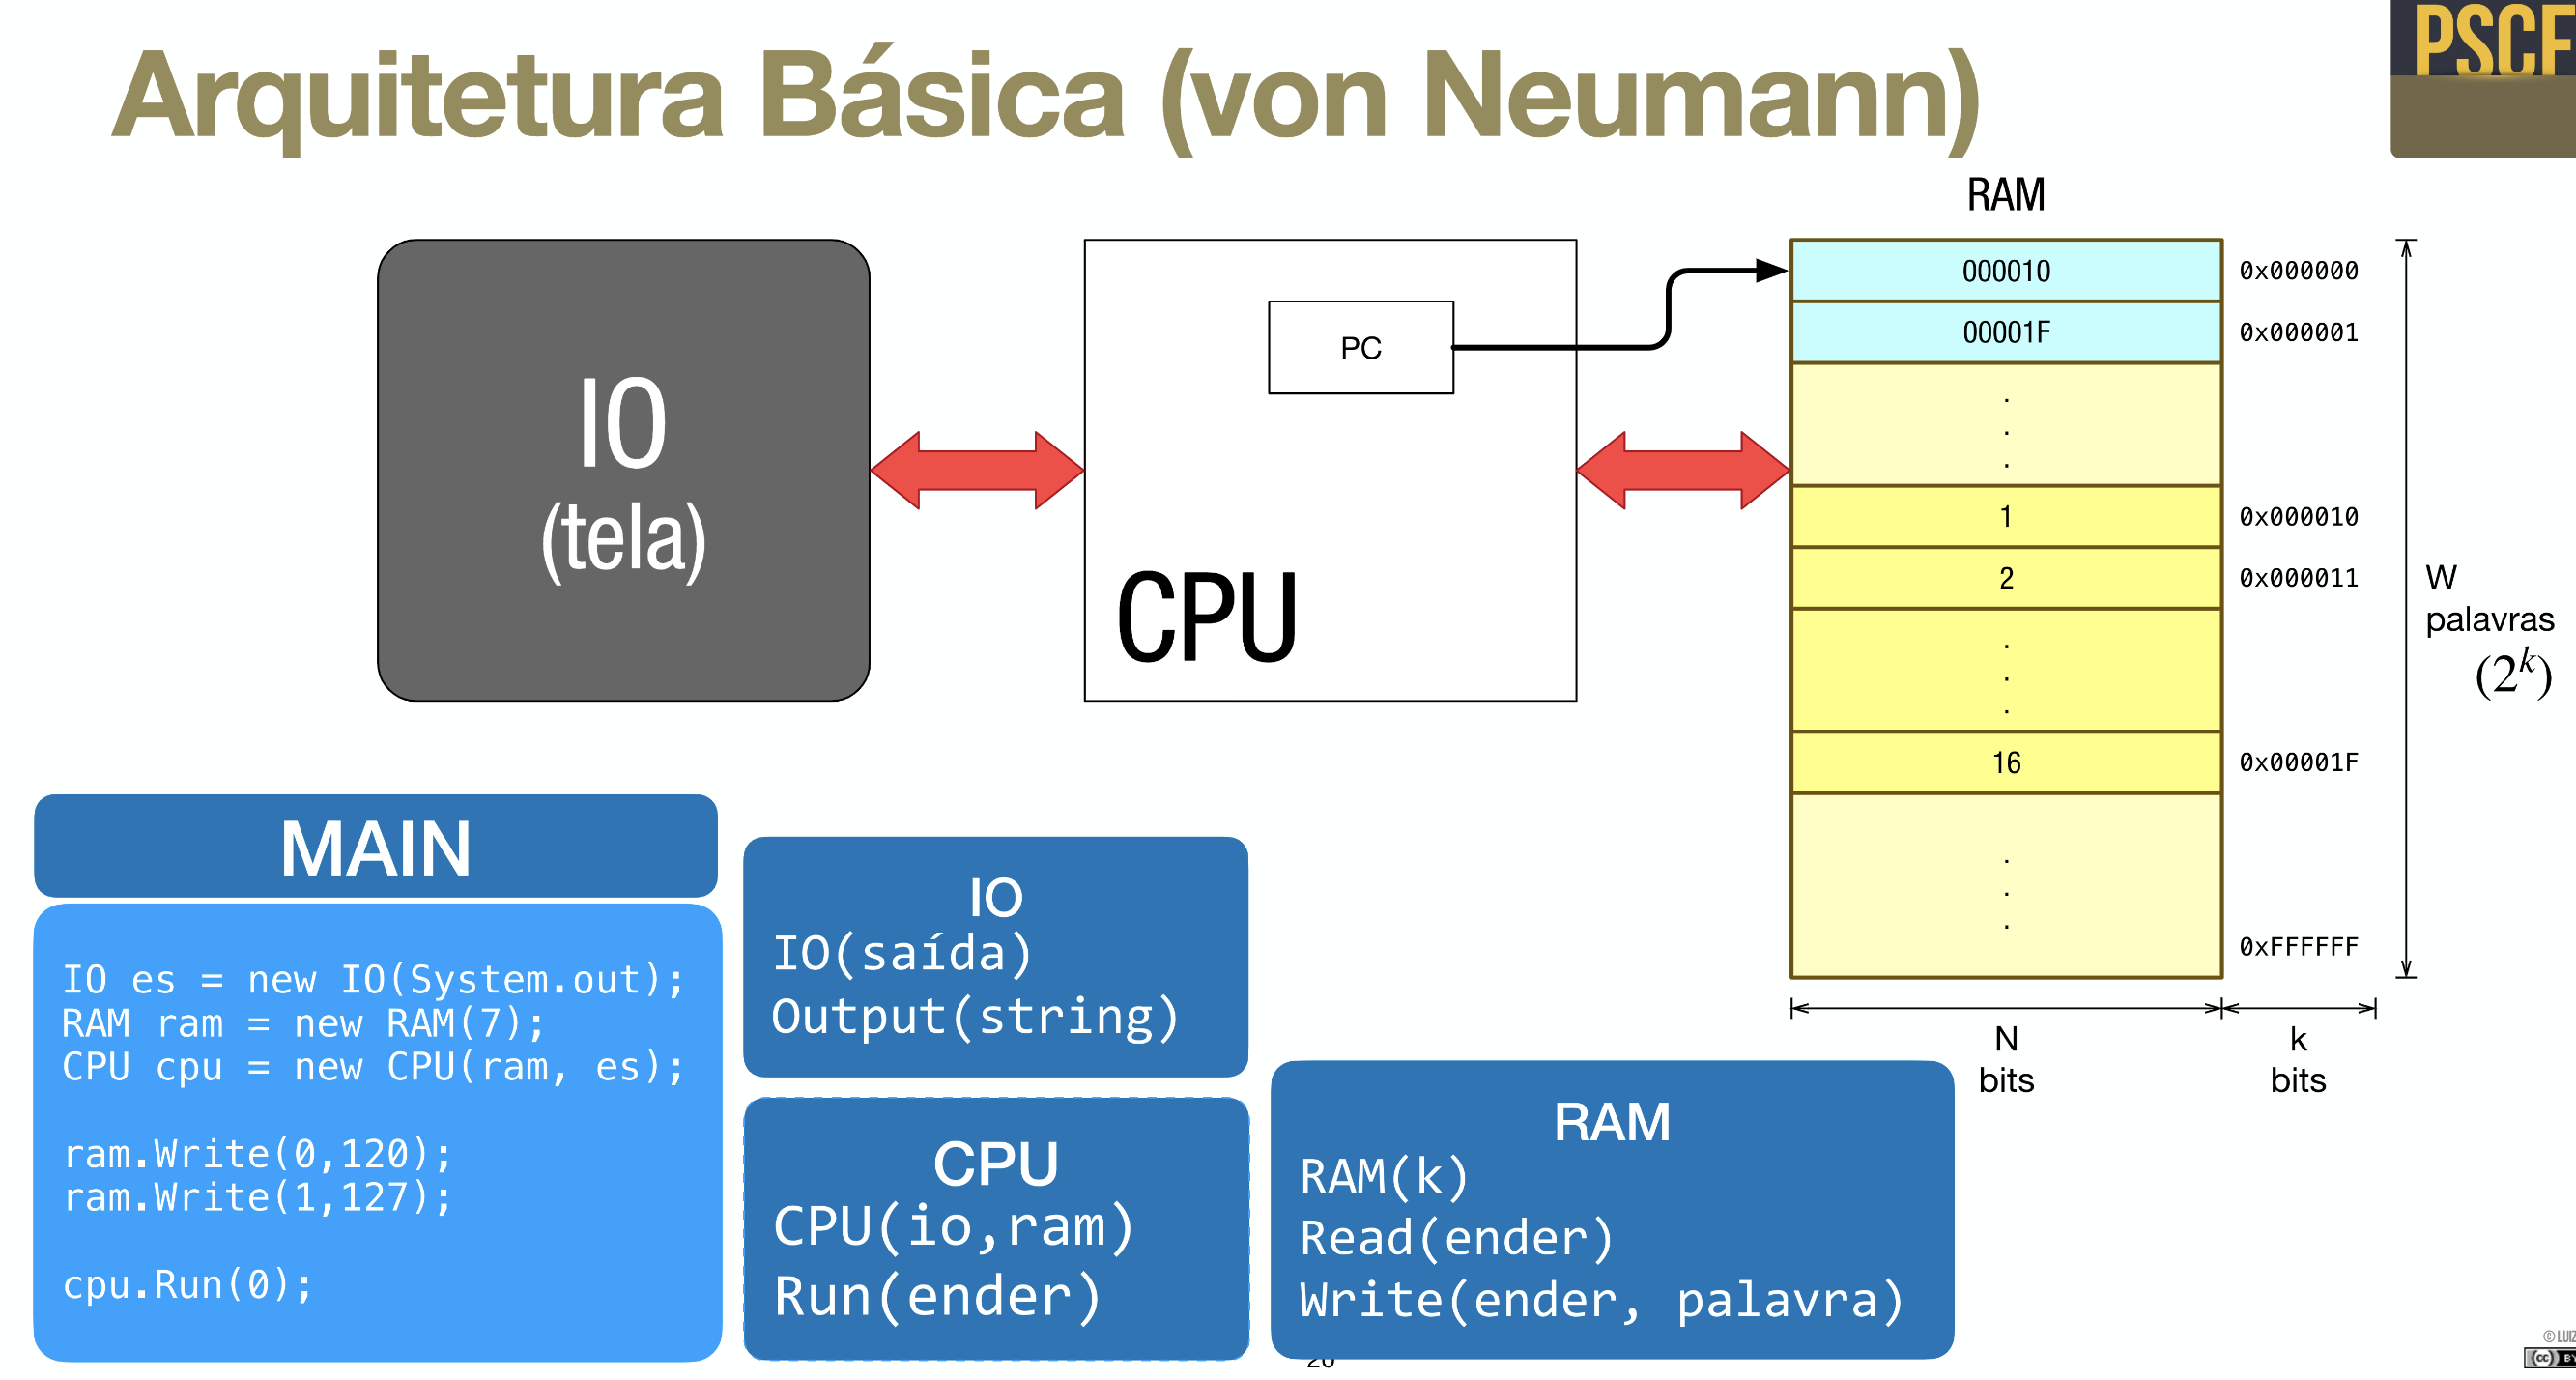 Arquitetura Básica (von Neumann)
RAM
000010
0x000000
00001F
0x000001
PC
.
.
.
1
0x000010
2
0x000011
.
.
.
16
0x00001F
.
.
.
0xFFFFFF
IO
(tela)
CPU
W
palavras
(2^k)
N
bits
k
bits
MAIN
IO es = new IO(System.out);
RAM ram = new RAM(7);
CPU cpu = new CPU(ram, es);
ram.Write(0,120);
ram.Write(1,127);
cpu.Run(0);
IO
IO(saída)
Output(string)
CPU
CPU(io,ram)
Run(ender)
RAM
RAM(k)
Read(ender)
Write(ender, palavra)
20
© LUIZ
cc BY